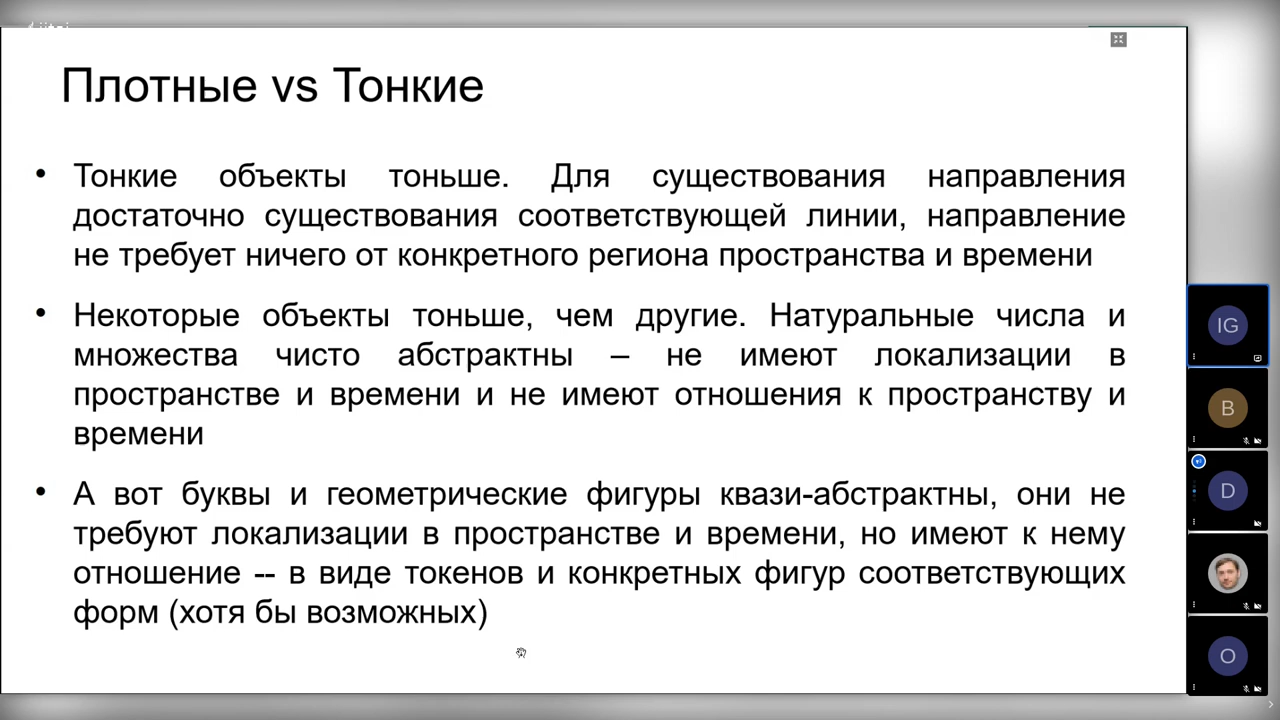 Плотные vs Тонкие
• Тонкие объекты тоньше. Для существования направления
достаточно существования соответствующей линии, направление
не требует ничего от конкретного региона пространства и времени
• Некоторые объекты тоньше, чем другие. Натуральные числа и
множества чисто абстрактны – не имеют локализации в
пространстве и времени и не имеют отношения к пространству и
времени
• А вот буквы и геометрические фигуры квази-абстрактны, они не
требуют локализации в пространстве и времени, но имеют к нему
отношение -- в виде токенов и конкретных фигур соответствующих
форм (хотя бы возможных)
IG
B
D
O